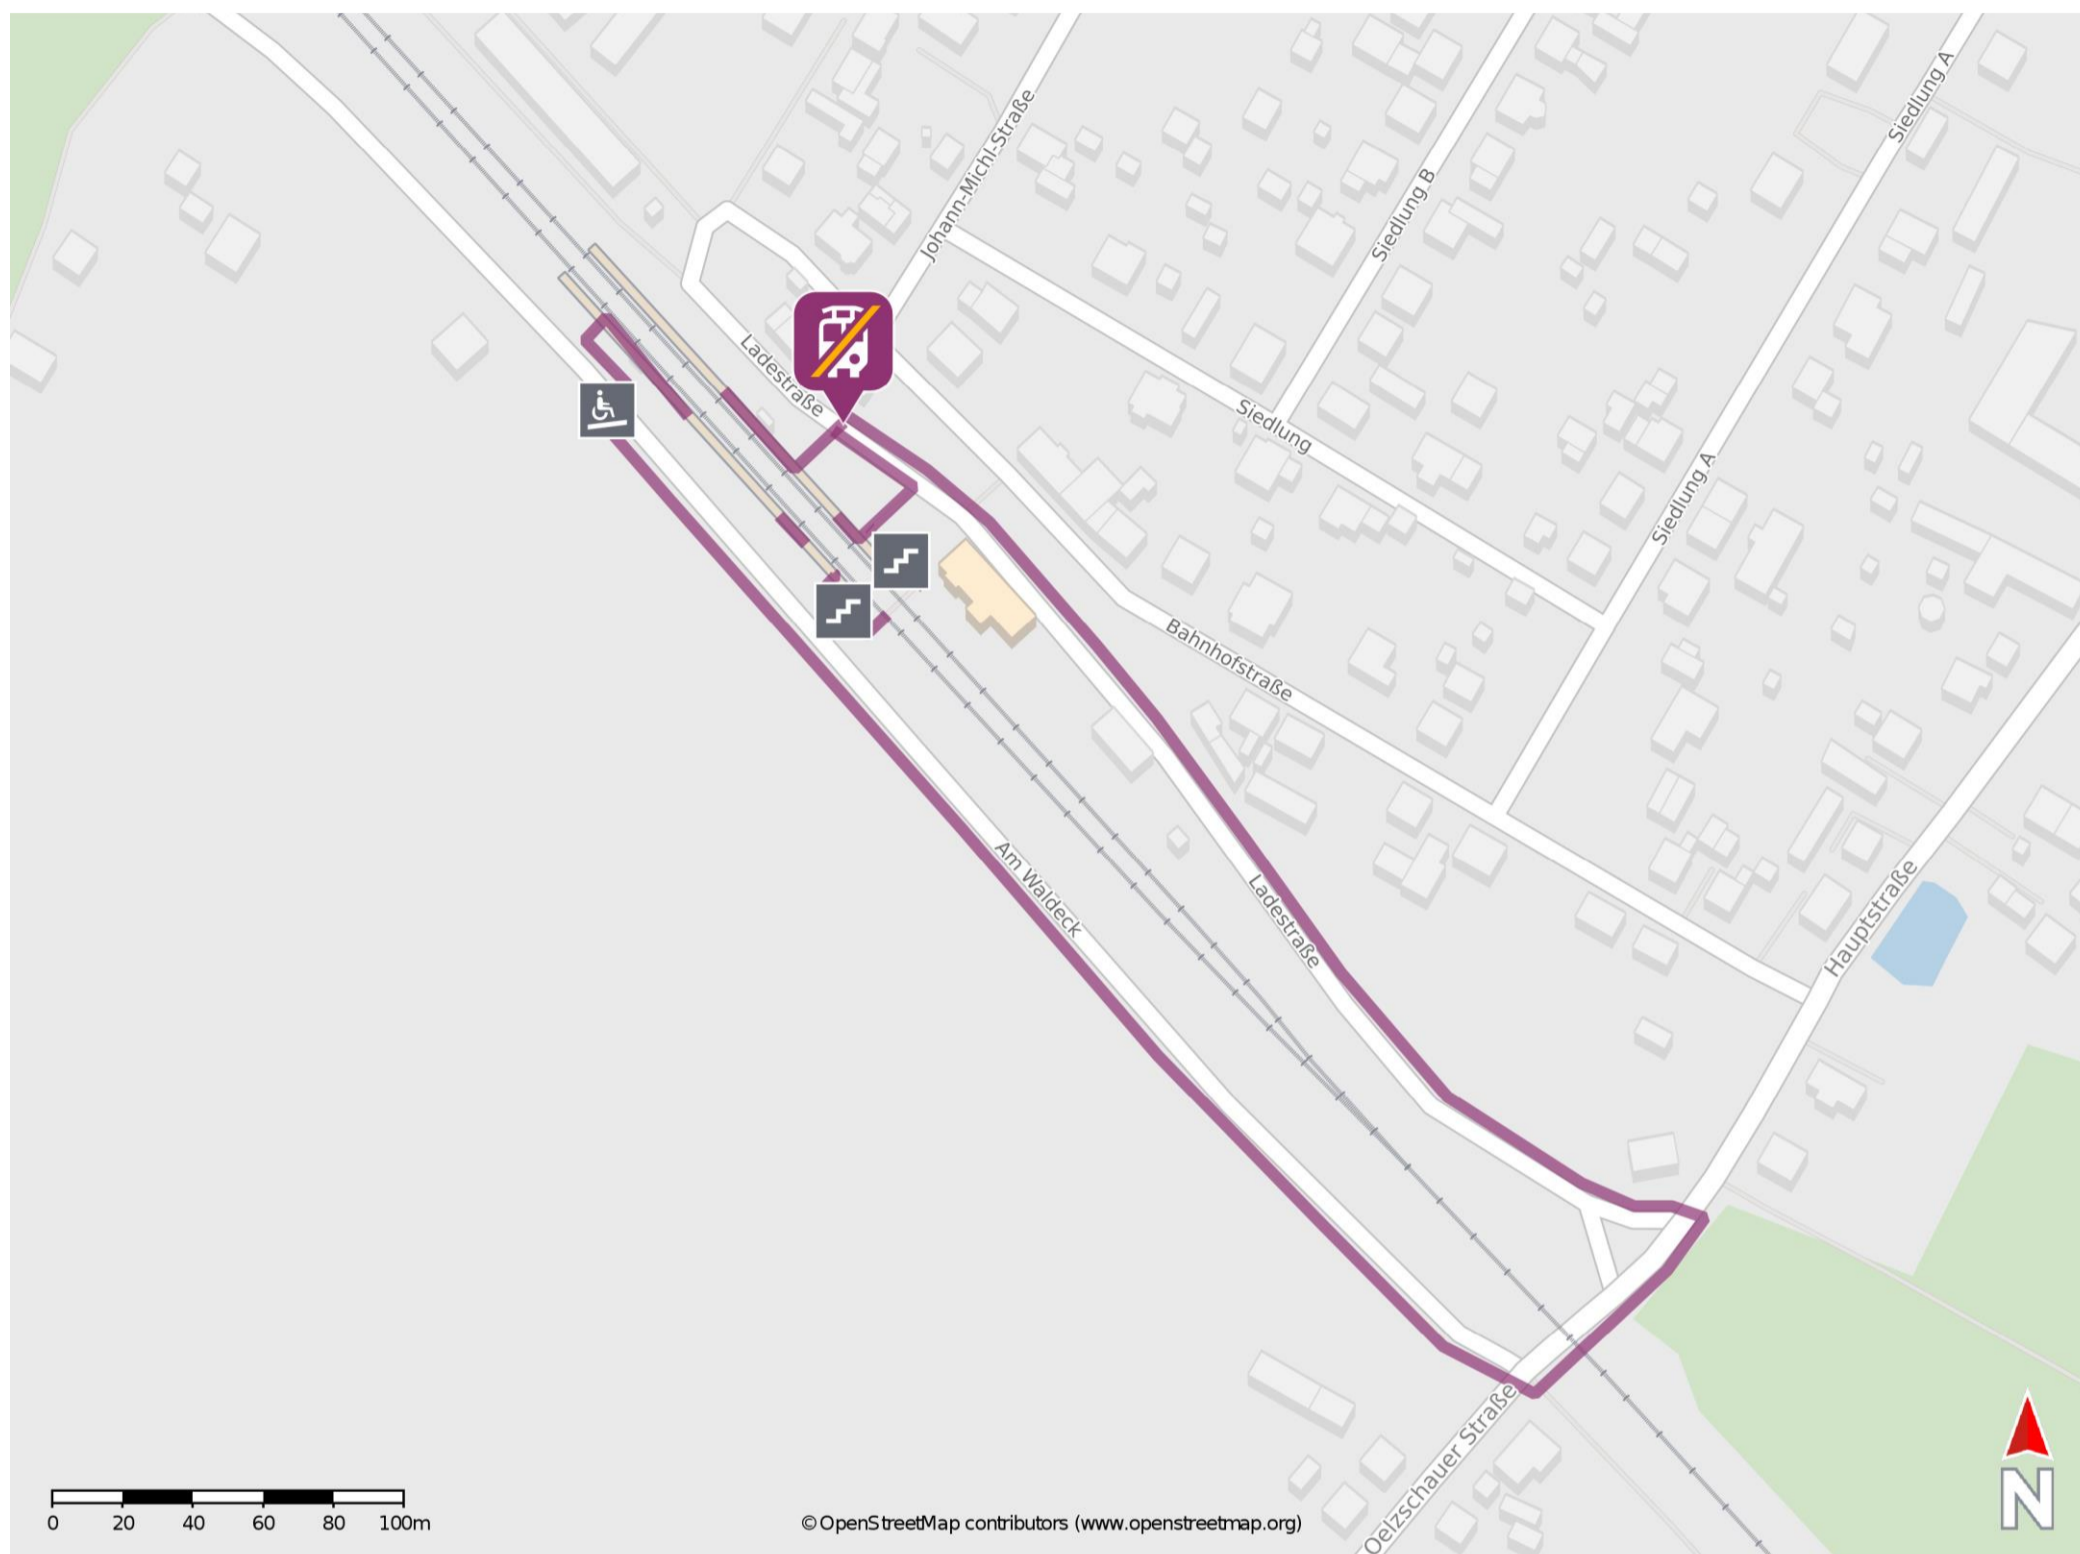 Siedlung A
Johann-Michl-Straße
Siedlung B
Ladestraße
Siedlung
Siedlung A
Bahnhofstraße
Am Waldeck
Ladestraße
Hauptstraße
Oelzschauer Straße
N
0 20 40 60 80 100m
©OpenStreetMap contributors (www.openstreetmap.org)